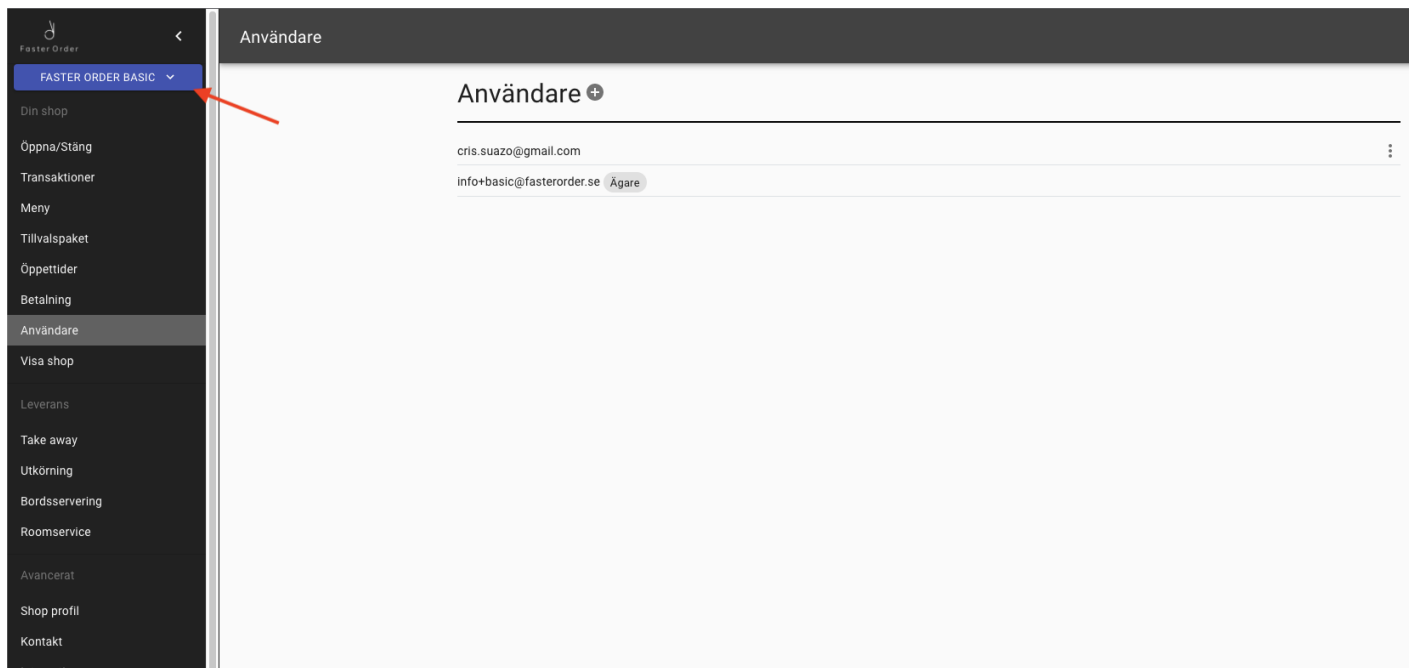 Faster Order
FASTER ORDER BASIC
Din shop
Öppna/Stäng
Transaktioner
Meny
Tillvalspaket
Öppettider
Betalning
Användare
Visa shop
Leverans
Take away
Utkörning
Bordsservering
Roomservice
Avancerat
Shop profil
Kontakt
Användare
Användare
cris.suazo@gmail.com
info+basic@fasterorder.se Ägare